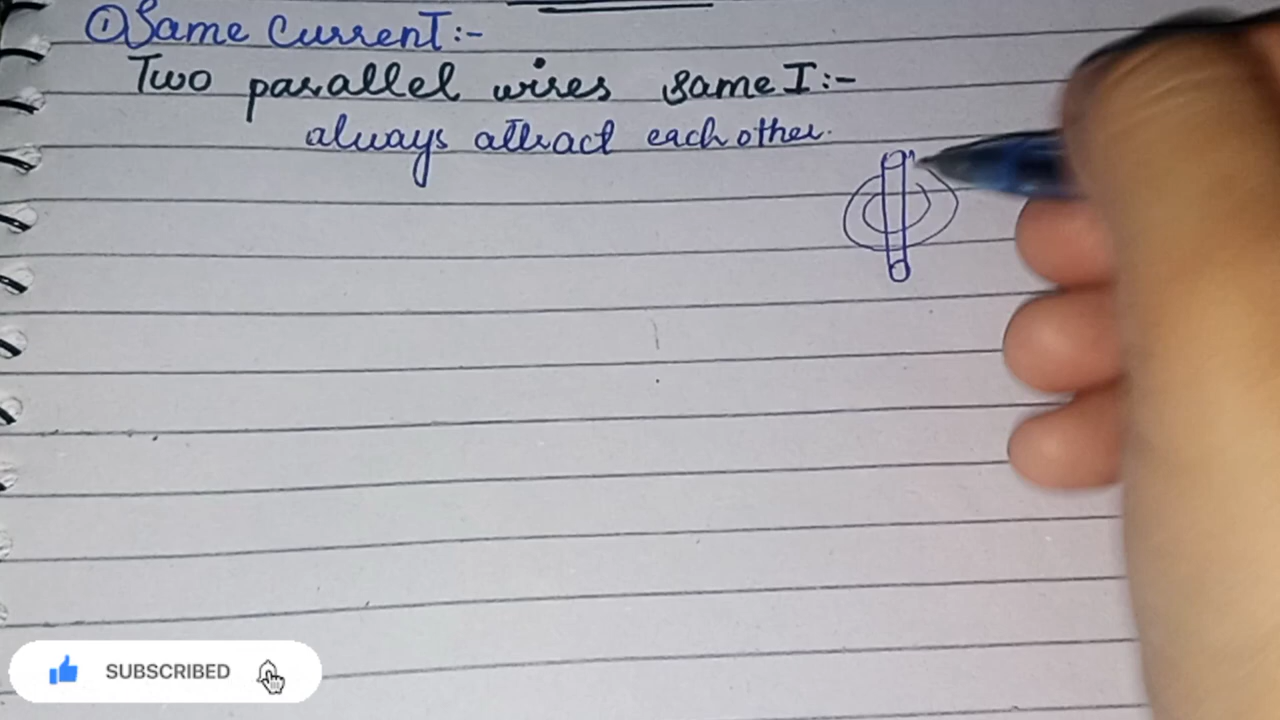 ① Same Current :-
Two parallel wires same I :-
always attract each other.
SUBSCRIBED